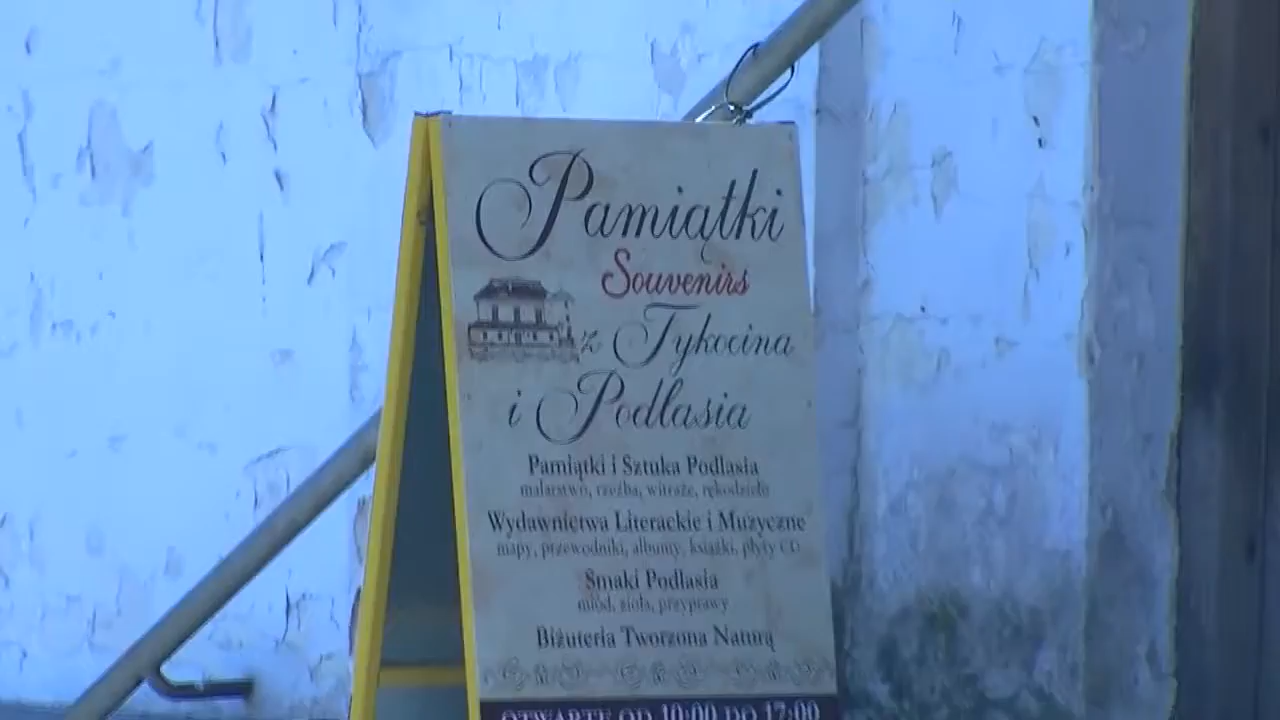 Pamiątki
Souvenirs
z Tykocina
i Podlasia
Pamiątki i Sztuka Podlasia
malarstwo, rzeźba, witraże, rękodzieło
Wydawnictwa Literackie i Muzyczne
mapy, przewodniki, albumy, książki, płyty CD
Smaki Podlasia
miód, zioła, przyprawy
Biżuteria Tworzona Naturą
OTWARTE OD 10:00 DO 17:00